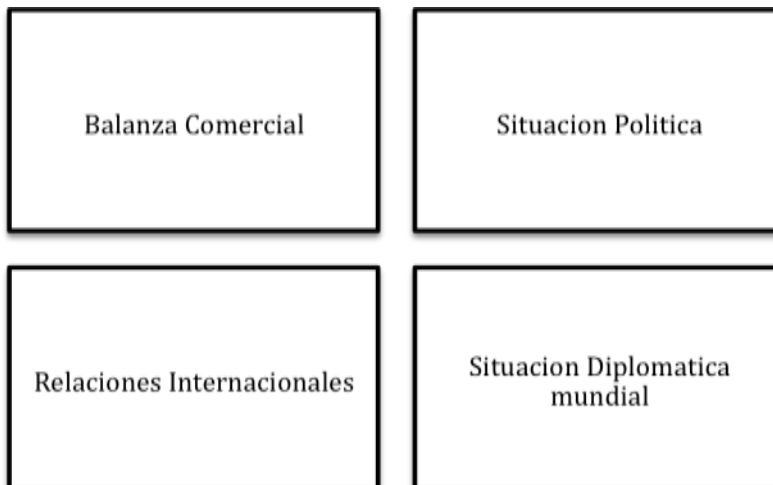 Balanza Comercial
Situacion Politica
Relaciones Internacionales
Situacion Diplomatica
mundial